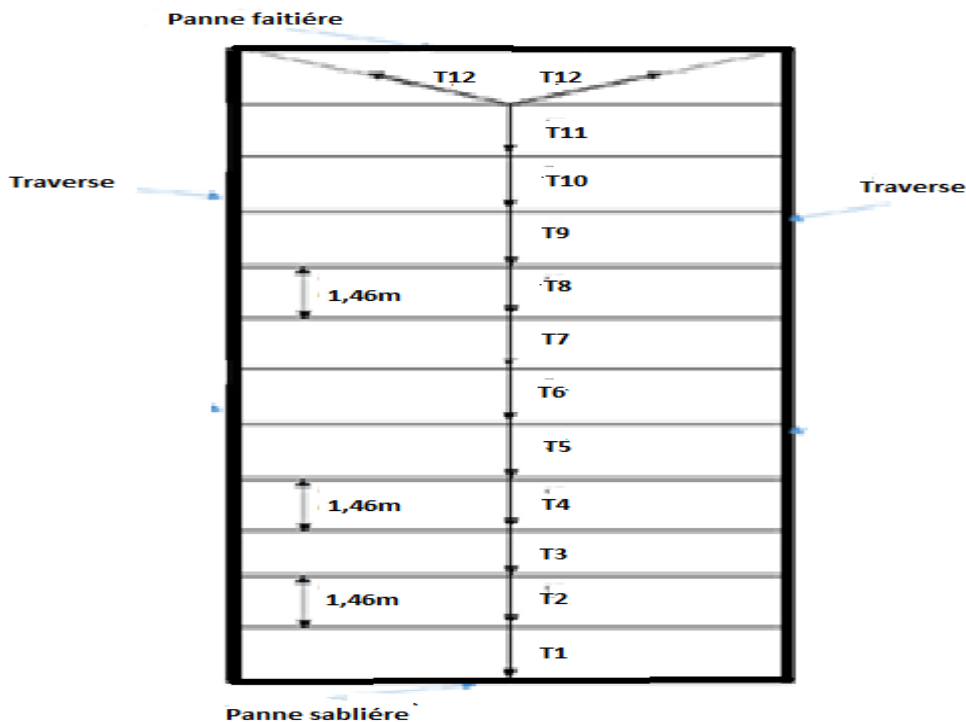 Panne faitiére
T12 T12
T11
Traverse
T10
Traverse
T9
T8
1,46m
T7
T6
T5
1,46m
T4
T3
1,46m
T2
T1
Panne sabliére